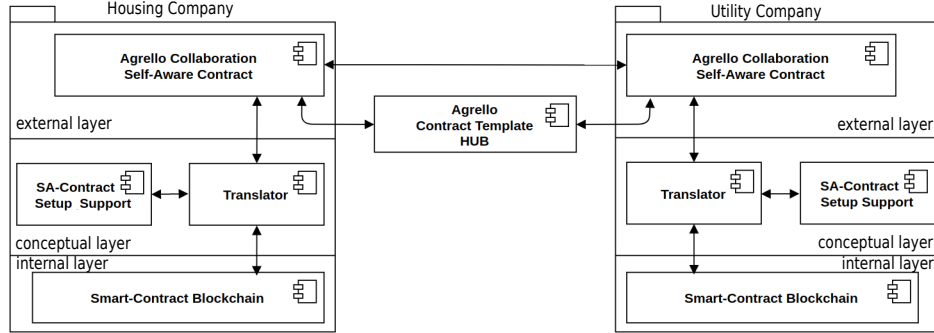 Housing Company
Agrello Collaboration
Self-Aware Contract
external layer
SA-Contract
Setup Support
Translator
conceptual layer
internal layer
Smart-Contract Blockchain
Agrello
Contract Template
HUB
Utility Company
Agrello Collaboration
Self-Aware Contract
external layer
Translator
SA-Contract
Setup Support
conceptual layer
internal layer
Smart-Contract Blockchain